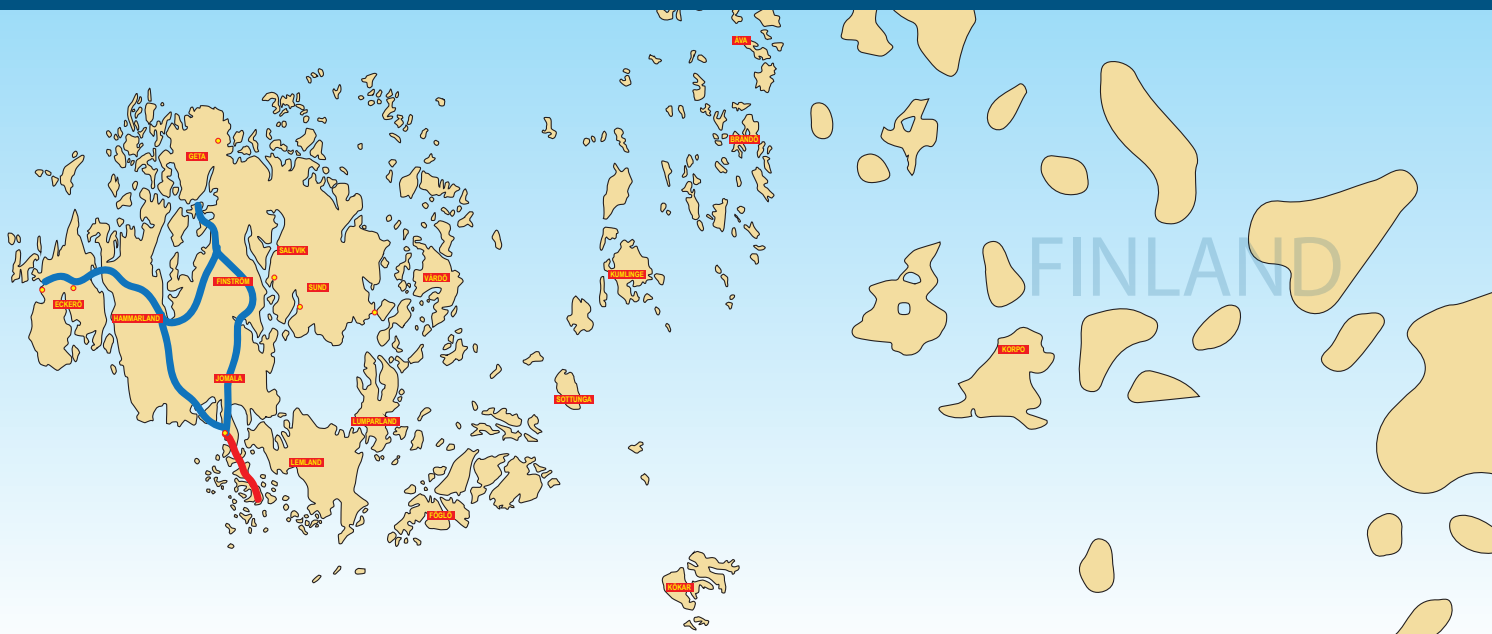 ÅVA
BRÄNDÖ
GETA
FINLAND
SALTVIK
KUMLINGE
VÅRDÖ
FINSTRÖM
SUND
ECKERÖ
HAMMARLAND
KORPO
JOMALA
SOTTUNGA
LUMPARLAND
LEMLAND
FÖGLÖ
KÖKAR